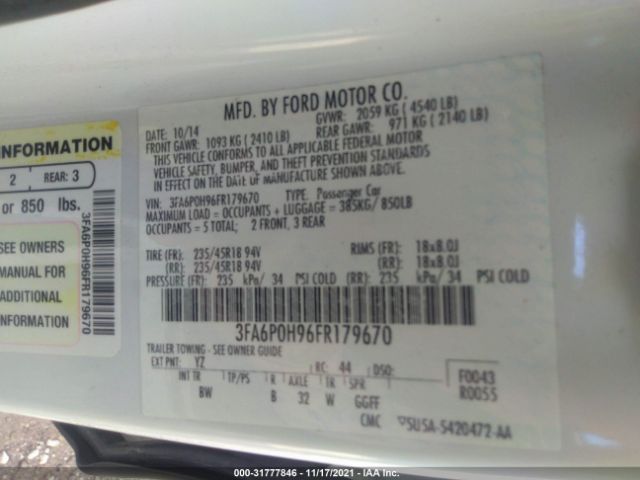 INFORMATION
2 REAR: 3
or 850 lbs.
SEE OWNERS
MANUAL FOR
ADDITIONAL
INFORMATION
3FA6P0H96FR179670
MFD. BY FORD MOTOR CO.
DATE: 10/14 GVWR: 2059 KG (4540 LB)
FRONT GAWR: 1093 KG (2410 LB) REAR GAWR: 971 KG (2140 LB)
THIS VEHICLE CONFORMS TO ALL APPLICABLE FEDERAL MOTOR
VEHICLE SAFETY, BUMPER, AND THEFT PREVENTION STANDARDS
IN EFFECT ON THE DATE OF MANUFACTURE SHOWN ABOVE.
VIN: 3FA6P0H96FR179670 TYPE: Passenger Car
MAXIMUM LOAD = OCCUPANTS + LUGGAGE = 385KG/ 850LB
OCCUPANTS = 5 TOTAL; 2 FRONT, 3 REAR
TIRE (FR): 235/45R18 94V RIMS (FR): 18x8.0J
(RR): 235/45R18 94V (RR): 18x8.0J
PRESSURE (FR): 235 kPa/ 34 PSI COLD (RR): 235 kPa/ 34 PSI COLD
3FA6P0H96FR179670
TRAILER TOWING - SEE OWNER GUIDE
EXT PNT: YZ RC: 44 DSO:
INT TR TP/PS R AXLE TR SPR
BW B 32 W GGFF
F0043
R0055
CMC 5U5A-5420472-AA
000-31777846 - 11/17/2021 - IAA Inc.